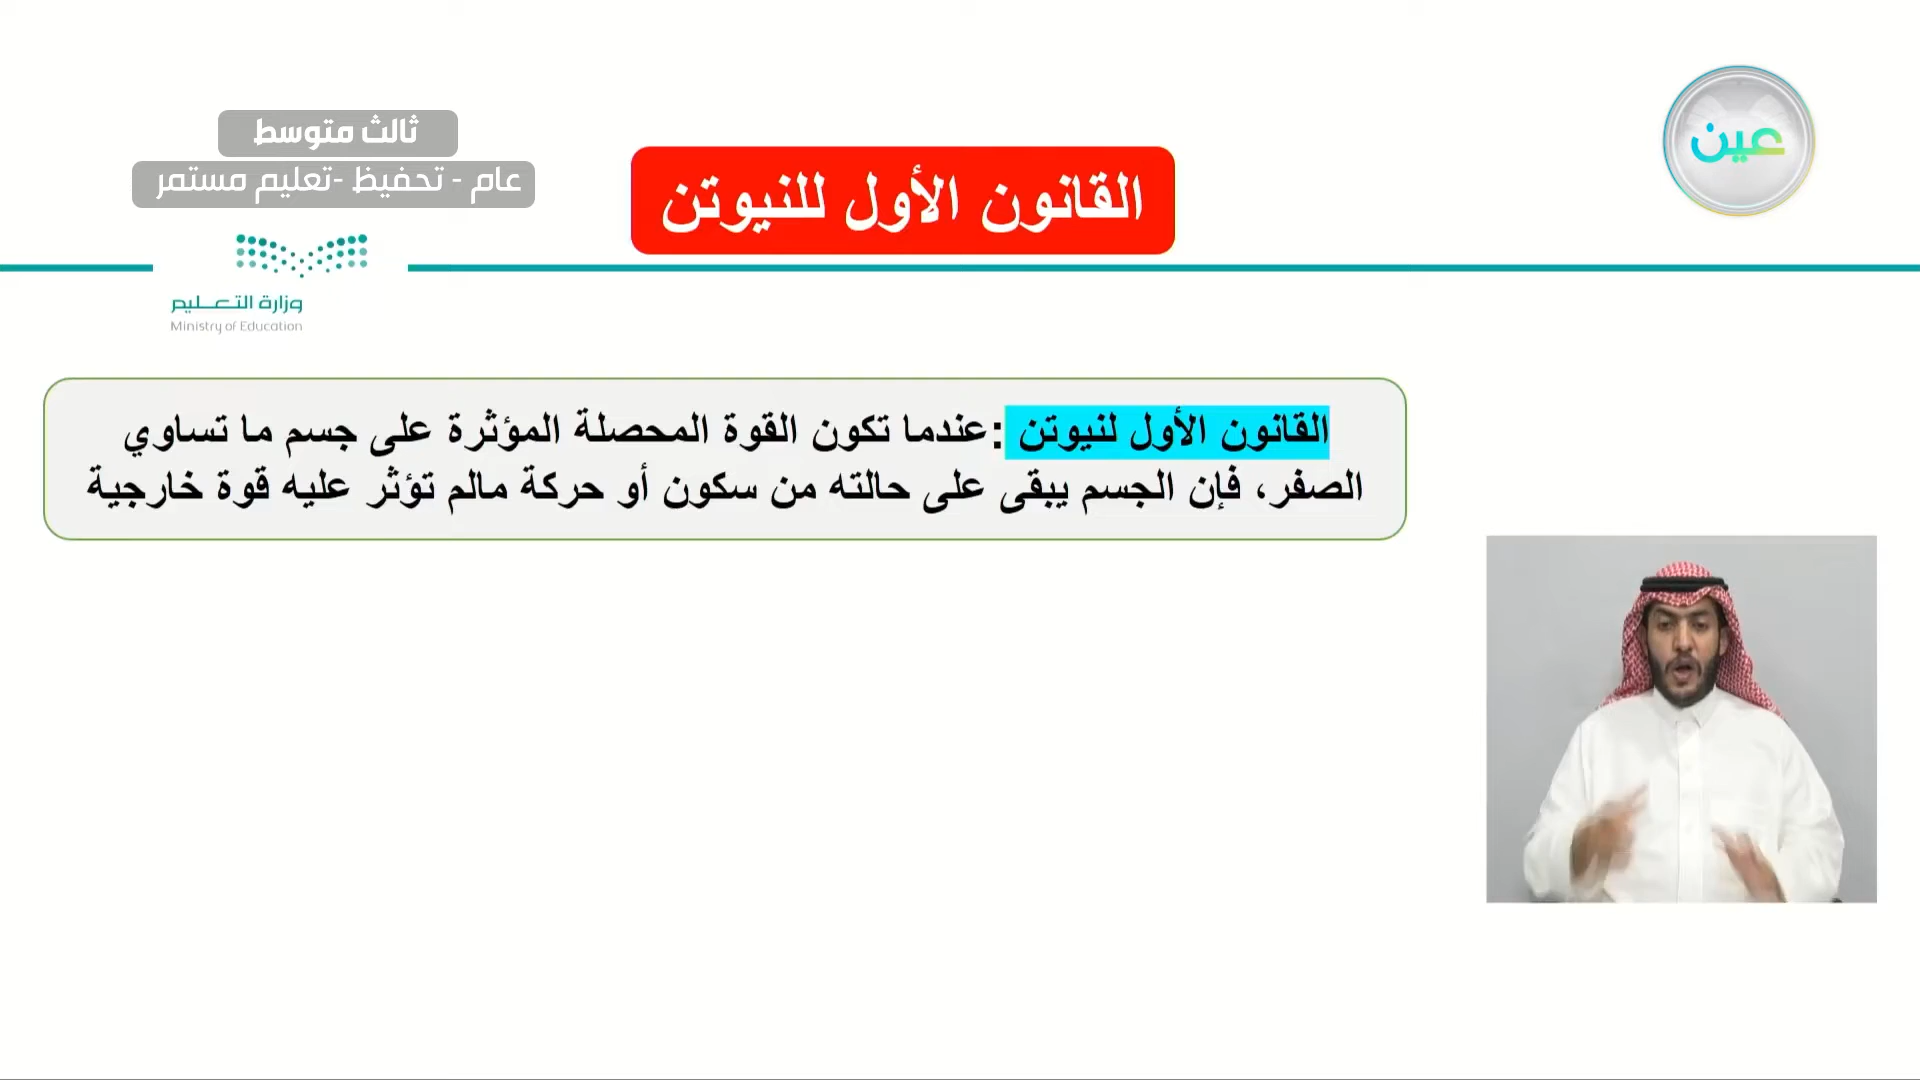 عين
ثالث متوسط
عام - تحفيظ -تعليم مستمر
القانون الأول للنيوتن
وزارة التعـــليم
Ministry of Education
القانون الأول لنيوتن :عندما تكون القوة المحصلة المؤثرة على جسم ما تساوي
الصفر، فإن الجسم يبقى على حالته من سكون أو حركة مالم تؤثر عليه قوة خارجية